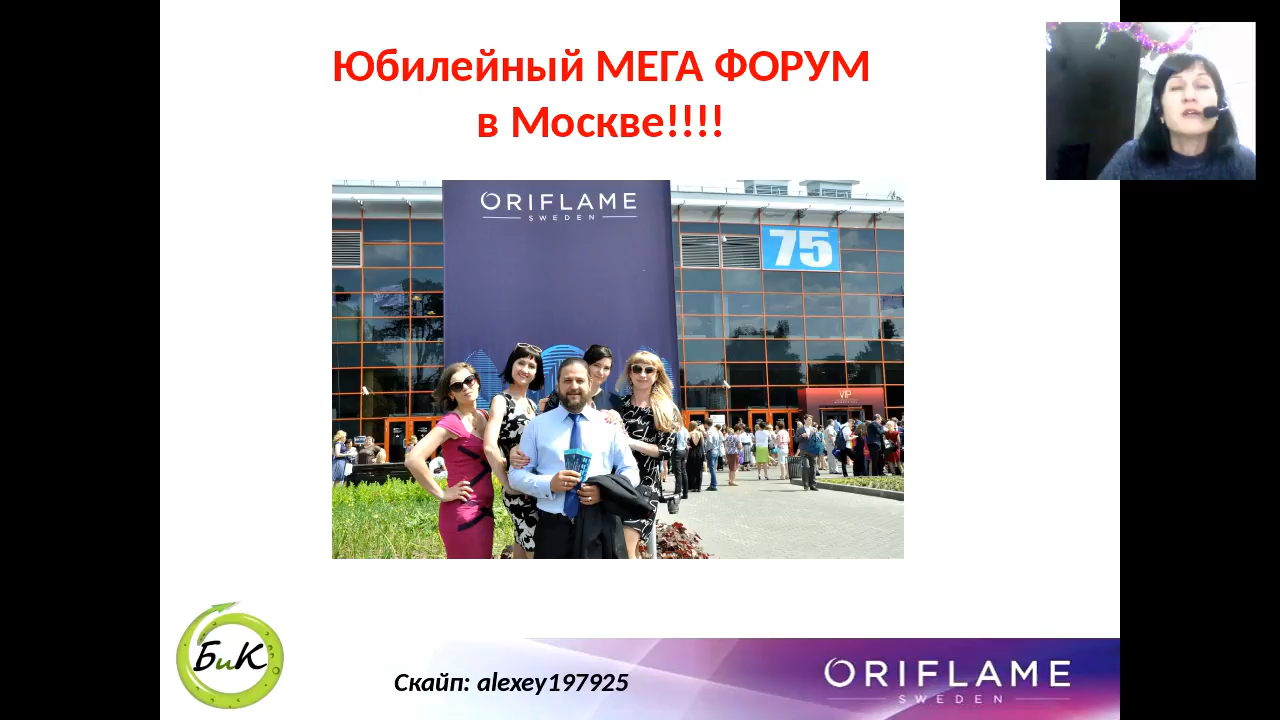 Юбилейный МЕГА ФОРУМ
в Москве!!!!
ORIFLAME
SWEDEN
75
VIP
БиК
Скайп: alexey197925
ORIFLAME
SWEDEN